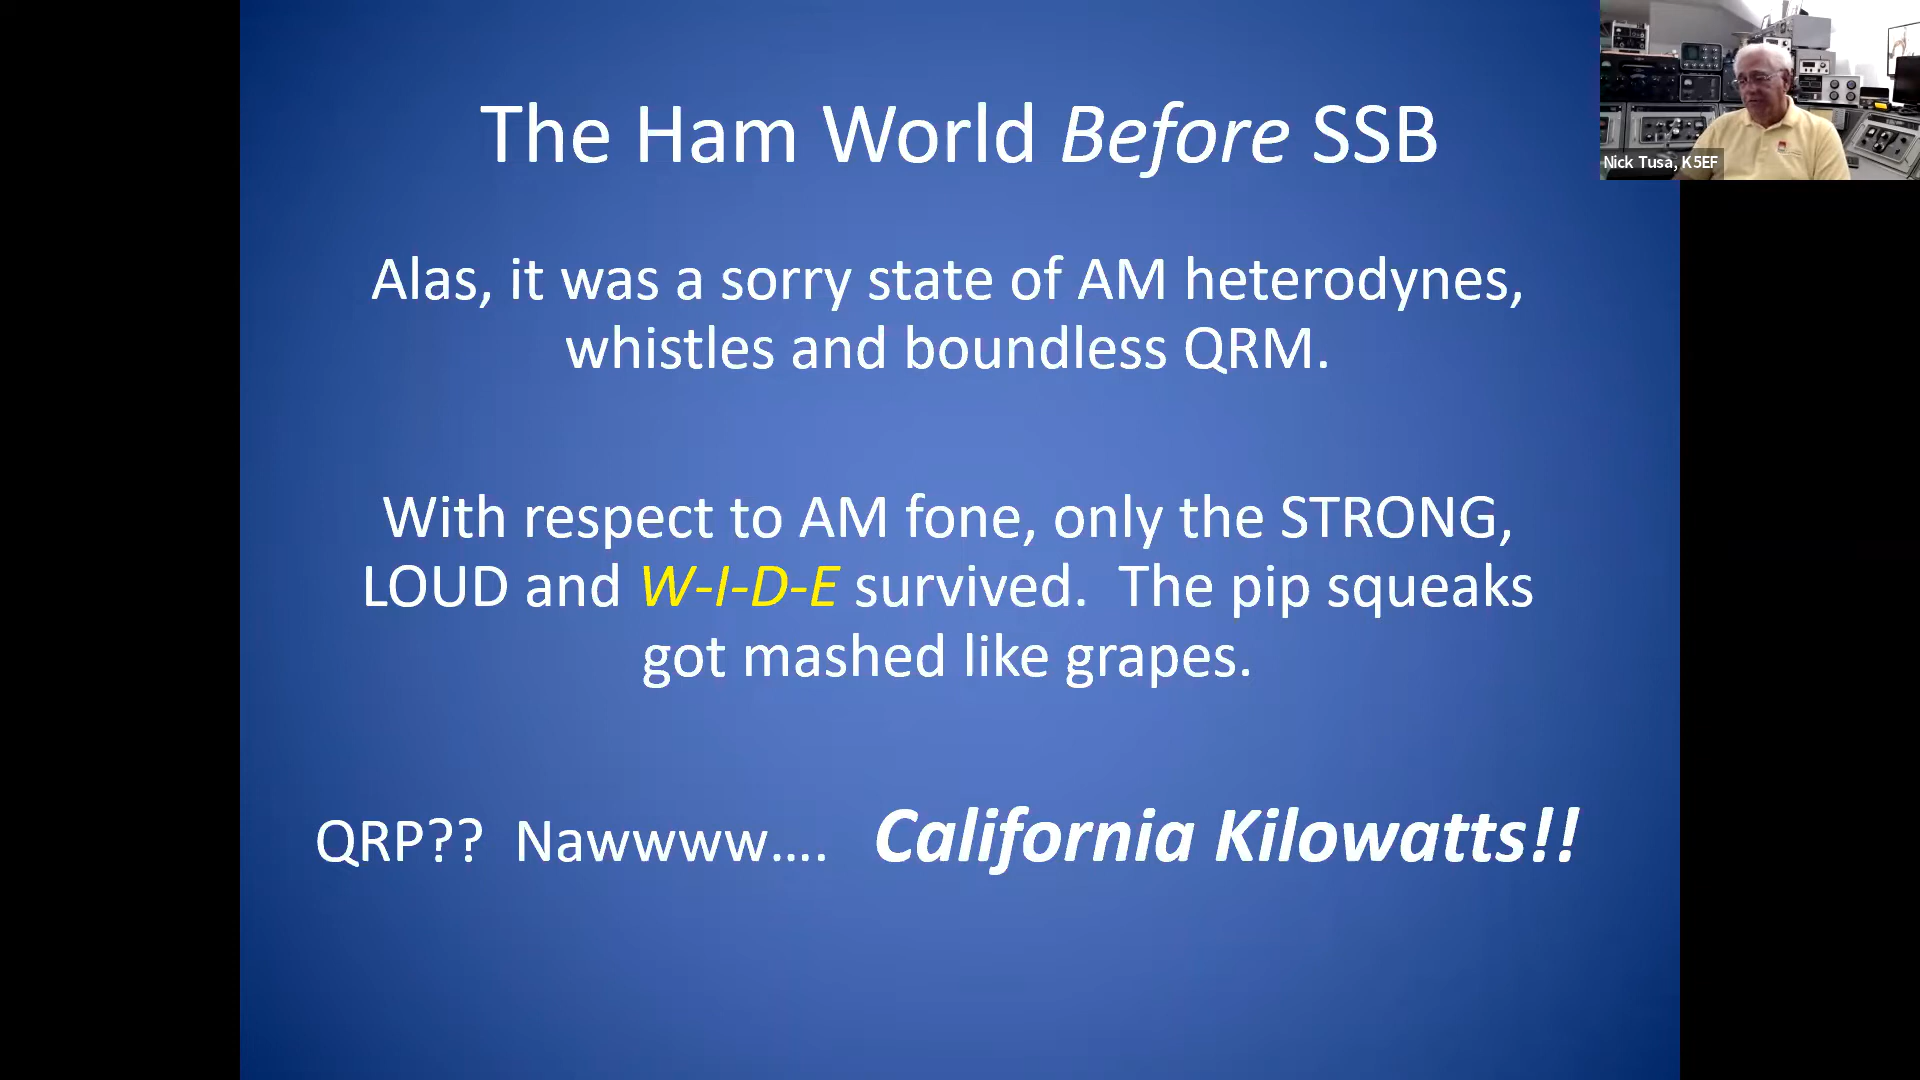 The Ham World Before SSB
Alas, it was a sorry state of AM heterodynes,
whistles and boundless QRM.
With respect to AM fone, only the STRONG,
LOUD and W-I-D-E survived.  The pip squeaks
got mashed like grapes.
QRP??  Nawwww....   California Kilowatts!!
Nick Tusa, K5EF